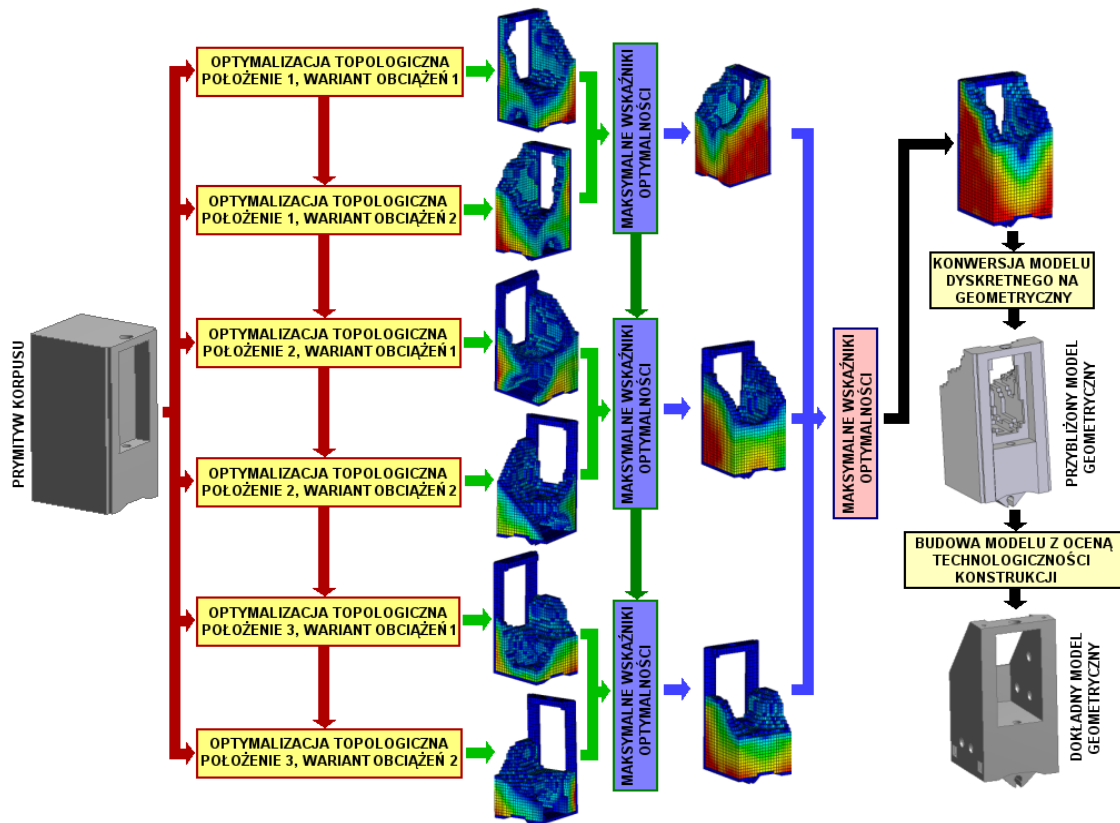 PRYMITYW KORPUSU
OPTYMALIZACJA TOPOLOGICZNA
POŁOŻENIE 1, WARIANT OBCIĄŻEŃ 1
OPTYMALIZACJA TOPOLOGICZNA
POŁOŻENIE 1, WARIANT OBCIĄŻEŃ 2
OPTYMALIZACJA TOPOLOGICZNA
POŁOŻENIE 2, WARIANT OBCIĄŻEŃ 1
OPTYMALIZACJA TOPOLOGICZNA
POŁOŻENIE 2, WARIANT OBCIĄŻEŃ 2
OPTYMALIZACJA TOPOLOGICZNA
POŁOŻENIE 3, WARIANT OBCIĄŻEŃ 1
OPTYMALIZACJA TOPOLOGICZNA
POŁOŻENIE 3, WARIANT OBCIĄŻEŃ 2
MAKSYMALNE WSKAŹNIKI
OPTYMALNOŚCI
MAKSYMALNE WSKAŹNIKI
OPTYMALNOŚCI
MAKSYMALNE WSKAŹNIKI
OPTYMALNOŚCI
MAKSYMALNE WSKAŹNIKI
OPTYMALNOŚCI
KONWERSJA MODELU
DYSKRETNEGO NA
GEOMETRYCZNY
PRZYBLIŻONY MODEL
GEOMETRYCZNY
BUDOWA MODELU Z OCENĄ
TECHNOLOGICZNOŚCI
KONSTRUKCJI
DOKŁADNY MODEL
GEOMETRYCZNY